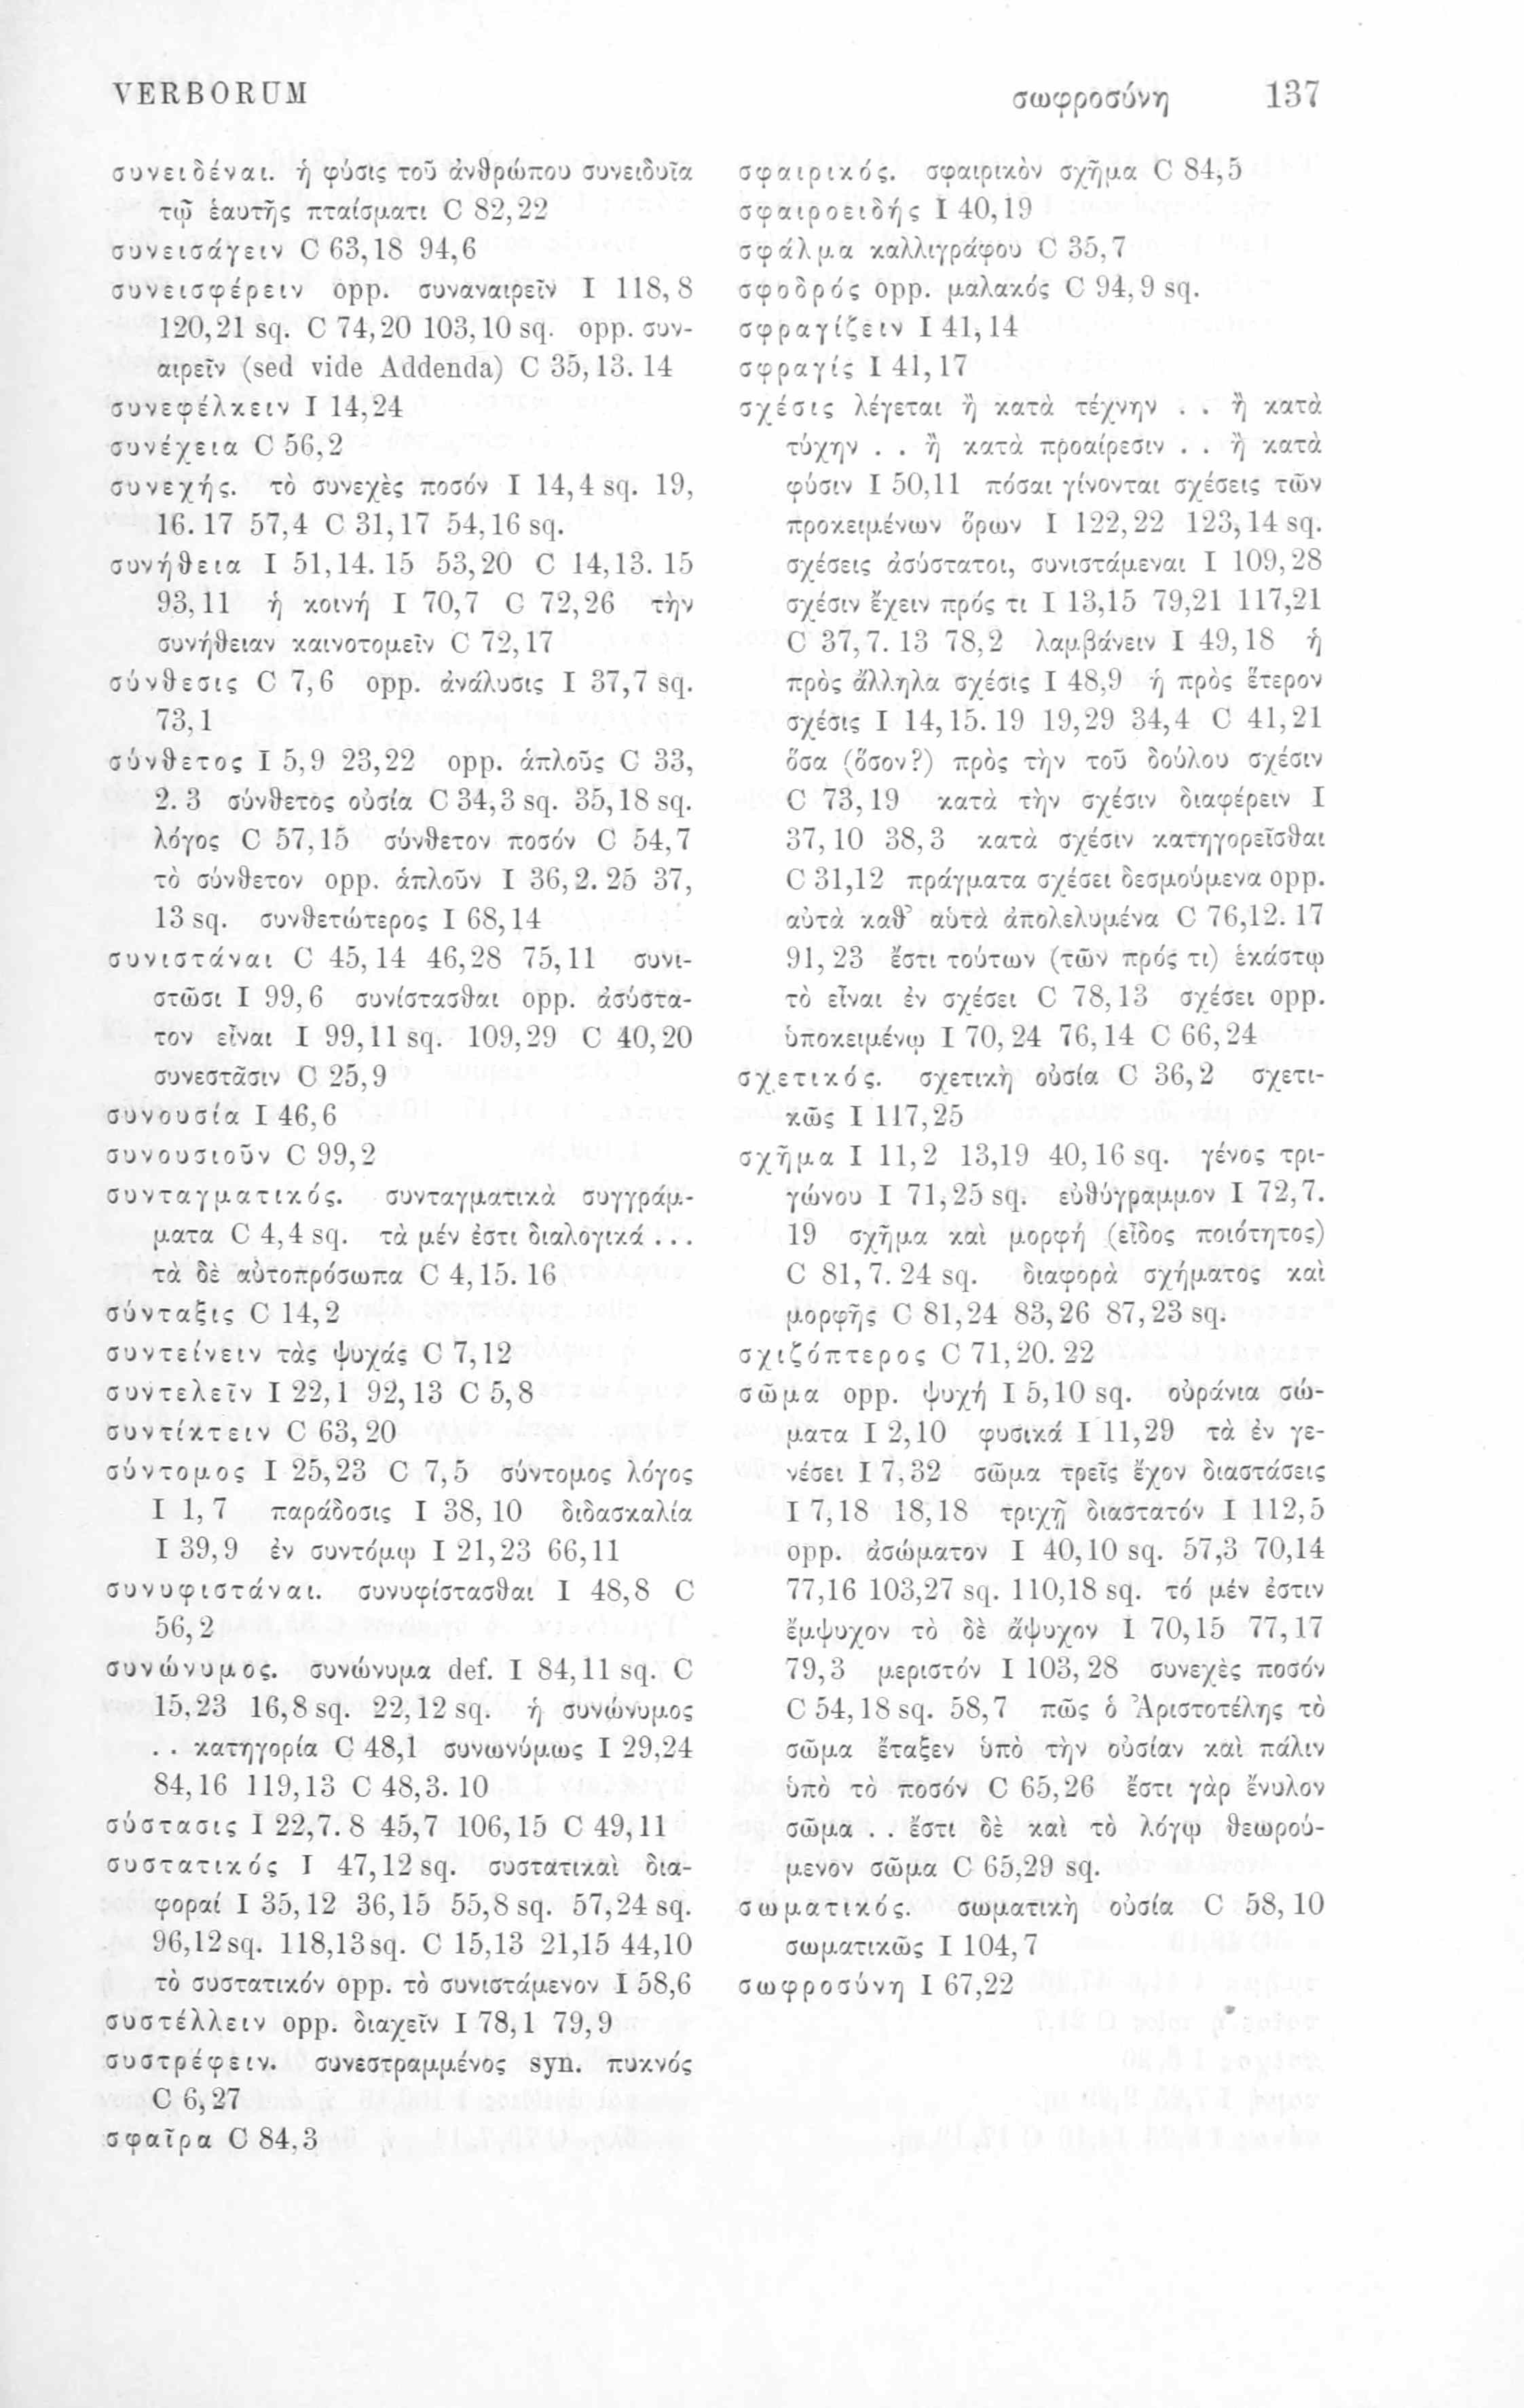 VERBORUM σωφροσύνη 137
συνειδέναι. ἡ φύσις τοῦ ἀνθρώπου συνειδυῖα
τῷ ἑαυτῆς πταίσματι C 82,22
συνεισάγειν C 63,18 94,6
συνεισφέρειν opp. συναναιρεῖν I 118,8
120,21 sq. C 74,20 103,10 sq. opp. συν-
αιρεῖν (sed vide Addenda) C 35,13. 14
συνεφέλκειν I 14,24
συνέχεια C 56,2
συνεχής. τὸ συνεχὲς ποσόν I 14,4 sq. 19,
16. 17 57,4 C 31,17 54,16 sq.
συνήθεια I 51,14. 15 53,20 C 14,13. 15
93,11 ἡ κοινή I 70,7 C 72,26 τὴν
συνήθειαν καινοτομεῖν C 72,17
σύνθεσις C 7,6 opp. ἀνάλυσις I 37,7 sq.
73,1
σύνθετος I 5,9 23,22 opp. ἁπλοῦς C 33,
2. 3 σύνθετος οὐσία C 34,3 sq. 35,18 sq.
λόγος C 57,15 σύνθετον ποσόν C 54,7
τὸ σύνθετον opp. ἁπλοῦν I 36,2. 25 37,
13 sq. συνθετώτερος I 68,14
συνιστάναι C 45,14 46,28 75,11 συνι-
στῶσι I 99,6 συνίστασθαι opp. ἀσύστα-
τον εἶναι I 99,11 sq. 109,29 C 40,20
συνεστᾶσιν C 25,9
συνουσία I 46,6
συνουσιοῦν C 99,2
συνταγματικός. συνταγματικὰ συγγράμ-
ματα C 4,4 sq. τὰ μέν ἐστι διαλογικά ...
τὰ δὲ αὐτοπρόσωπα C 4,15. 16
σύνταξις C 14,2
συντείνειν τὰς ψυχάς C 7,12
συντελεῖν I 22,1 92,13 C 5,8
συντίκτειν C 63,20
σύντομος I 25,23 C 7,5 σύντομος λόγος
I 1,7 παράδοσις I 38,10 διδασκαλία
I 39,9 ἐν συντόμῳ I 21,23 66,11
συνυφιστάναι. συνυφίστασθαι I 48,8 C
56,2
συνώνυμος. συνώνυμα def. I 84,11 sq. C
15,23 16,8 sq. 22,12 sq. ἡ συνώνυμος
. . κατηγορία C 48,1 συνωνύμως I 29,24
84,16 119,13 C 48,3. 10
σύστασις I 22,7. 8 45,7 106,15 C 49,11
συστατικός I 47,12 sq. συστατικαὶ δια-
φοραί I 35,12 36,15 55,8 sq. 57,24 sq.
96,12 sq. 118,13 sq. C 15,13 21,15 44,10
τὸ συστατικόν opp. τὸ συνιστάμενον I 58,6
συστέλλειν opp. διαχεῖν I 78,1 79,9
συστρέφειν. συνεστραμμένος syn. πυκνός
C 6,27
σφαῖρα C 84,3
σφαιρικός. σφαιρικὸν σχῆμα C 84,5
σφαιροειδής I 40,19
σφάλμα καλλιγράφου C 35,7
σφοδρός opp. μαλακός C 94,9 sq.
σφραγίζειν I 41,14
σφραγίς I 41,17
σχέσις λέγεται ἢ κατὰ τέχνην . . ἢ κατὰ
τύχην . . ἢ κατὰ προαίρεσιν . . ἢ κατὰ
φύσιν I 50,11 πόσαι γίνονται σχέσεις τῶν
προκειμένων ὅρων I 122,22 123,14 sq.
σχέσεις ἀσύστατοι, συνιστάμεναι I 109,28
σχέσιν ἔχειν πρός τι I 13,15 79,21 117,21
C 37,7. 13 78,2 λαμβάνειν I 49,18 ἡ
πρὸς ἄλληλα σχέσις I 48,9 ἡ πρὸς ἕτερον
σχέσις I 14,15. 19 19,29 34,4 C 41,21
ὅσα (ὅσον?) πρὸς τὴν τοῦ δούλου σχέσιν
C 73,19 κατὰ τὴν σχέσιν διαφέρειν I
37,10 38,3 κατὰ σχέσιν κατηγορεῖσθαι
C 31,12 πράγματα σχέσει δεσμούμενα opp.
αὐτὰ καθ’ αὑτὰ ἀπολελυμένα C 76,12. 17
91,23 ἔστι τούτων (τῶν πρός τι) ἑκάστῳ
τὸ εἶναι ἐν σχέσει C 78,13 σχέσει opp.
ὑποκειμένῳ I 70,24 76,14 C 66,24
σχετικός. σχετικὴ οὐσία C 36,2 σχετι-
κῶς I 117,25
σχῆμα I 11,2 13,19 40,16 sq. γένος τρι-
γώνου I 71,25 sq. εὐθύγραμμον I 72,7.
19 σχῆμα καὶ μορφή (εἶδος ποιότητος)
C 81,7. 24 sq. διαφορὰ σχήματος καὶ
μορφῆς C 81,24 83,26 87,23 sq.
σχιζόπτερος C 71,20. 22
σῶμα opp. ψυχή I 5,10 sq. οὐράνια σώ-
ματα I 2,10 φυσικά I 11,29 τὰ ἐν γε-
νέσει I 7,32 σῶμα τρεῖς ἔχον διαστάσεις
I 7,18 18,18 τριχῇ διαστατόν I 112,5
opp. ἀσώματον I 40,10 sq. 57,3 70,14
77,16 103,27 sq. 110,18 sq. τό μέν ἐστιν
ἔμψυχον τὸ δὲ ἄψυχον I 70,15 77,17
79,3 μεριστόν I 103,28 συνεχὲς ποσόν
C 54,18 sq. 58,7 πῶς ὁ Ἀριστοτέλης τὸ
σῶμα ἔταξεν ὑπὸ τὴν οὐσίαν καὶ πάλιν
ὑπὸ τὸ ποσόν C 65,26 ἔστι γὰρ ἔνυλον
σῶμα . . ἔστι δὲ καὶ τὸ λόγῳ θεωρού-
μενον σῶμα C 65,29 sq.
σωματικός. σωματικὴ οὐσία C 58,10
σωματικῶς I 104,7
σωφροσύνη I 67,22